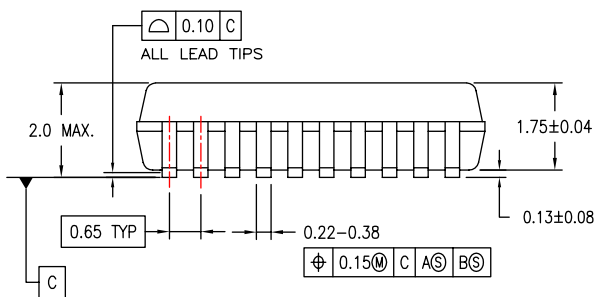 ⌓ 0.10 C
ALL LEAD TIPS
2.0 MAX.
1.75±0.04
0.13±0.08
0.65 TYP
0.22-0.38
⌖ 0.15Ⓜ C AⓈ BⓈ
C